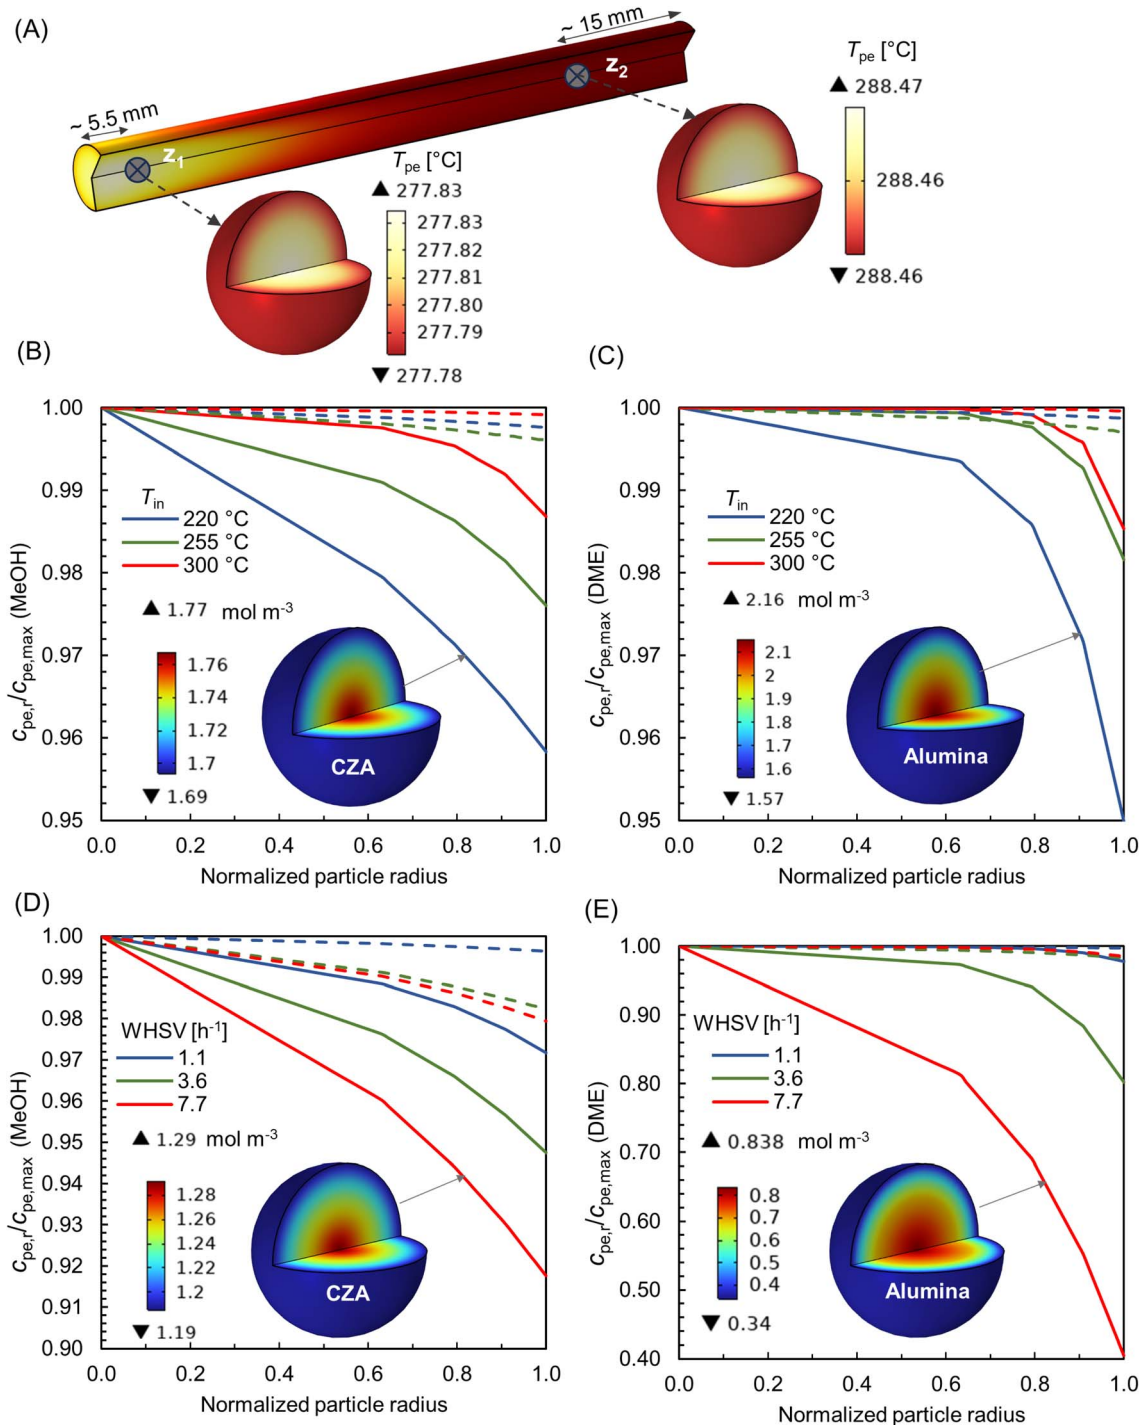 (A)
~ 5.5 mm
~ 15 mm
z1
z2
Tpe [°C]
▲ 277.83
277.83
277.82
277.81
277.80
277.79
▼ 277.78
Tpe [°C]
▲ 288.47
288.46
▼ 288.46
(B)
cpe,r/cpe,max (MeOH)
1.00
0.99
0.98
0.97
0.96
0.95
Tin
220 °C
255 °C
300 °C
▲ 1.77 mol m-3
1.76
1.74
1.72
1.7
▼ 1.69
CZA
0.0 0.2 0.4 0.6 0.8 1.0
Normalized particle radius
(C)
cpe,r/cpe,max (DME)
1.00
0.99
0.98
0.97
0.96
0.95
Tin
220 °C
255 °C
300 °C
▲ 2.16 mol m-3
2.1
2
1.9
1.8
1.7
1.6
▼ 1.57
Alumina
0.0 0.2 0.4 0.6 0.8 1.0
Normalized particle radius
(D)
cpe,r/cpe,max (MeOH)
1.00
0.99
0.98
0.97
0.96
0.95
0.94
0.93
0.92
0.91
0.90
WHSV [h-1]
1.1
3.6
7.7
▲ 1.29 mol m-3
1.28
1.26
1.24
1.22
1.2
▼ 1.19
CZA
0.0 0.2 0.4 0.6 0.8 1.0
Normalized particle radius
(E)
cpe,r/cpe,max (DME)
1.00
0.90
0.80
0.70
0.60
0.50
0.40
WHSV [h-1]
1.1
3.6
7.7
▲ 0.838 mol m-3
0.8
0.7
0.6
0.5
0.4
▼ 0.34
Alumina
0.0 0.2 0.4 0.6 0.8 1.0
Normalized particle radius